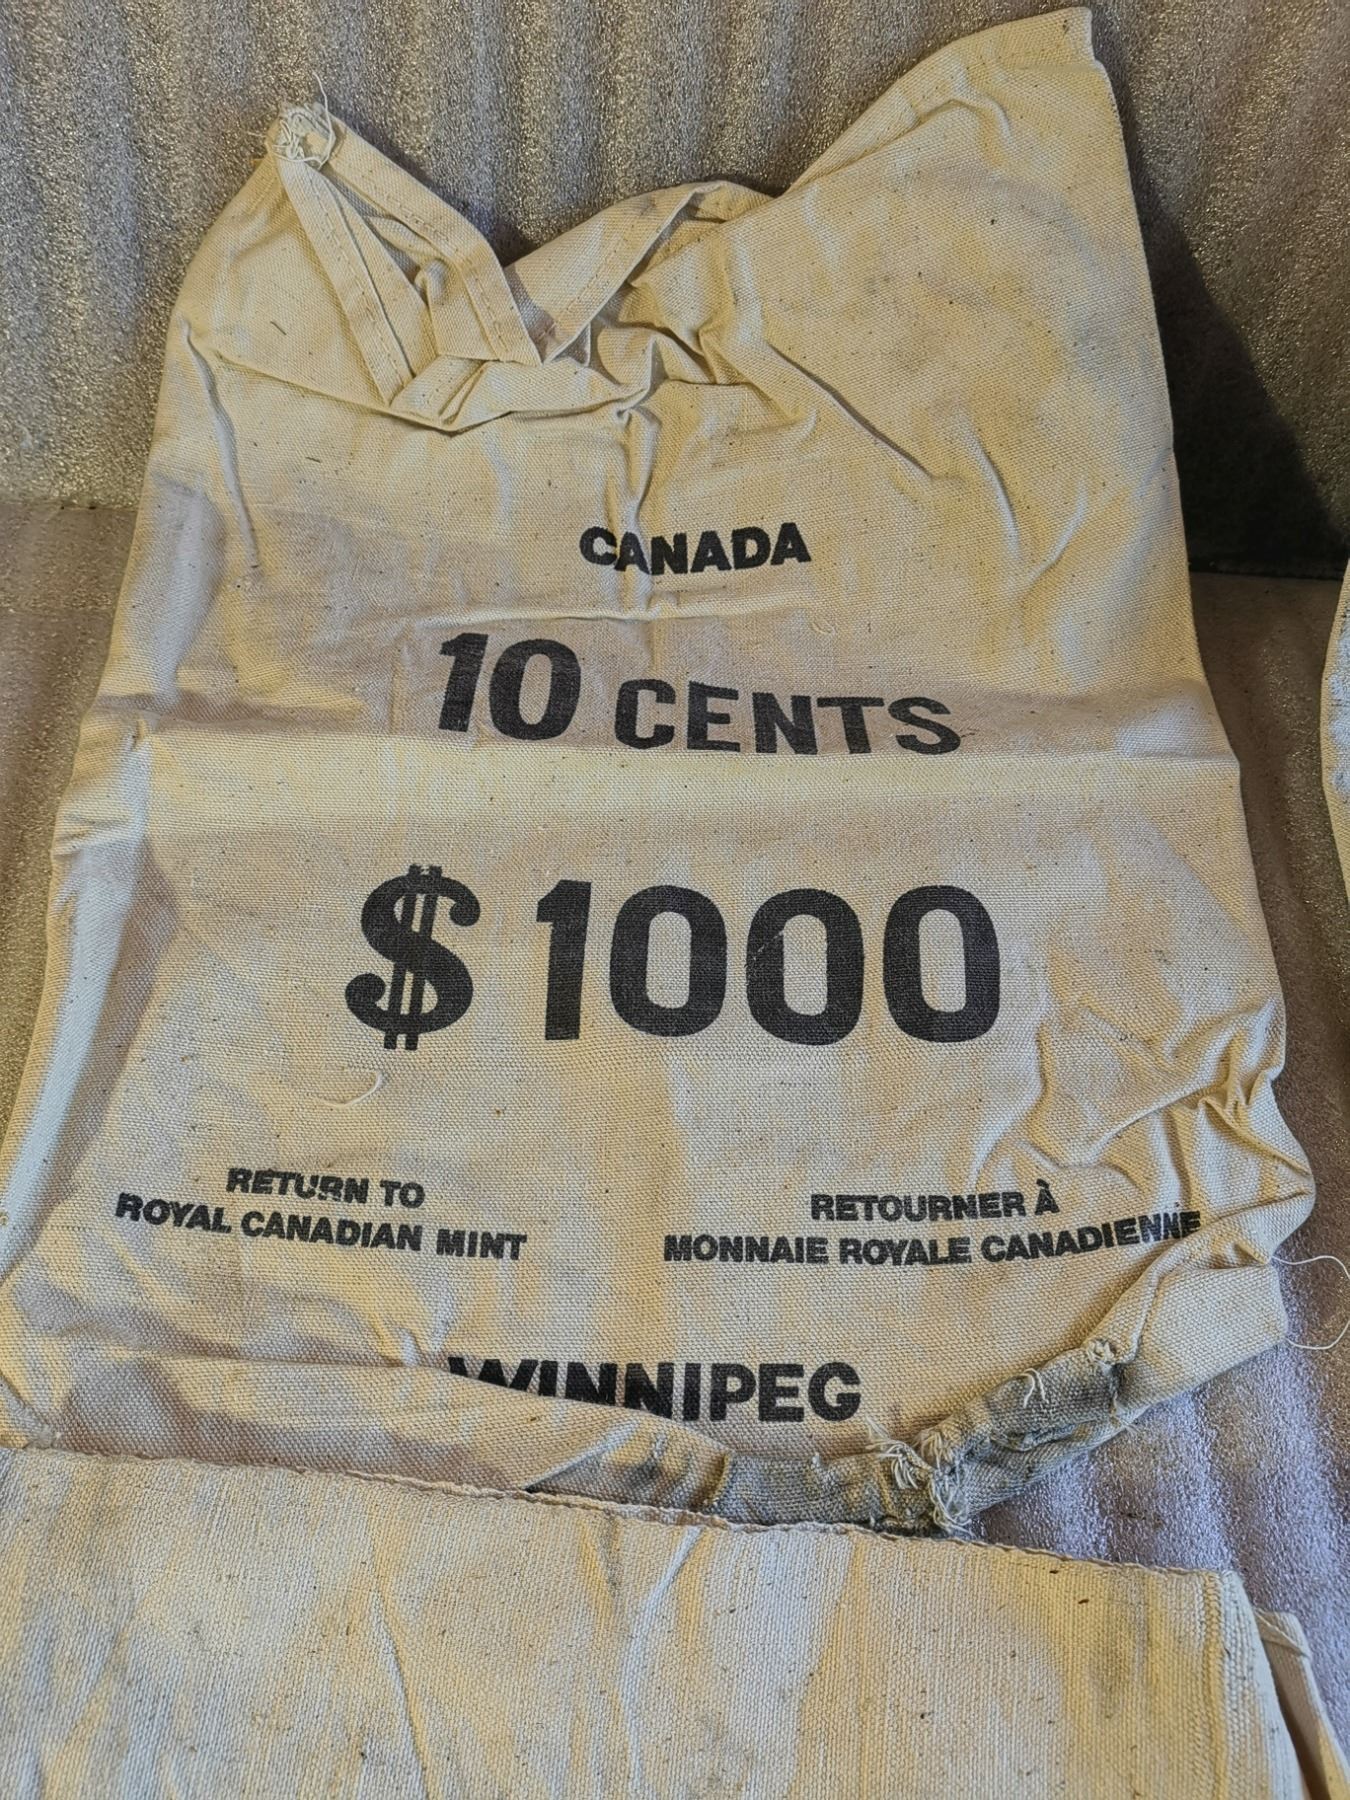 CANADA
10 CENTS
$1000
RETURN TO
ROYAL CANADIAN MINT
RETOURNER À
MONNAIE ROYALE CANADIENNE
WINNIPEG